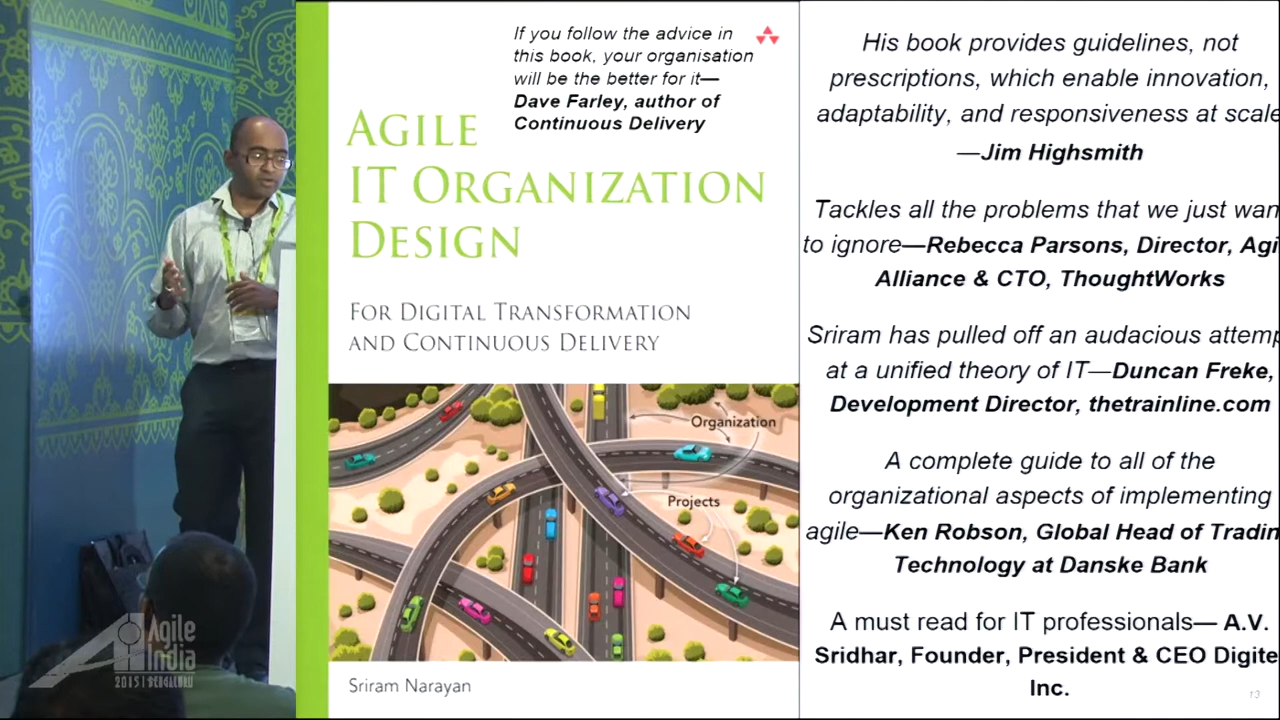 If you follow the advice in
this book, your organisation
will be the better for it—
Dave Farley, author of
Continuous Delivery
AGILE
IT ORGANIZATION
DESIGN
FOR DIGITAL TRANSFORMATION
AND CONTINUOUS DELIVERY
Organization
Projects
Sriram Narayan
His book provides guidelines, not
prescriptions, which enable innovation,
adaptability, and responsiveness at scale
—Jim Highsmith
Tackles all the problems that we just wan
to ignore—Rebecca Parsons, Director, Agi
Alliance & CTO, ThoughtWorks
Sriram has pulled off an audacious attemp
at a unified theory of IT—Duncan Freke,
Development Director, thetrainline.com
A complete guide to all of the
organizational aspects of implementing
agile—Ken Robson, Global Head of Tradin
Technology at Danske Bank
A must read for IT professionals— A.V.
Sridhar, Founder, President & CEO Digite
Inc.
13
Agile
India
2015 | BENGALURU